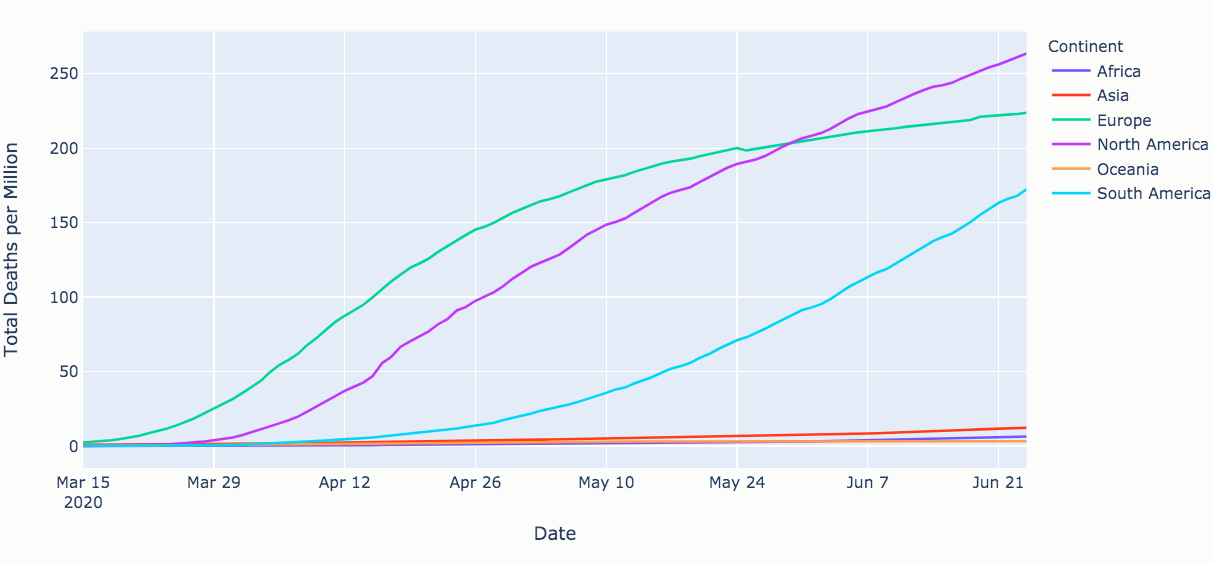 Total Deaths per Million
250
200
150
100
50
0
Mar 15
2020
Mar 29
Apr 12
Apr 26
May 10
May 24
Jun 7
Jun 21
Date
Continent
Africa
Asia
Europe
North America
Oceania
South America